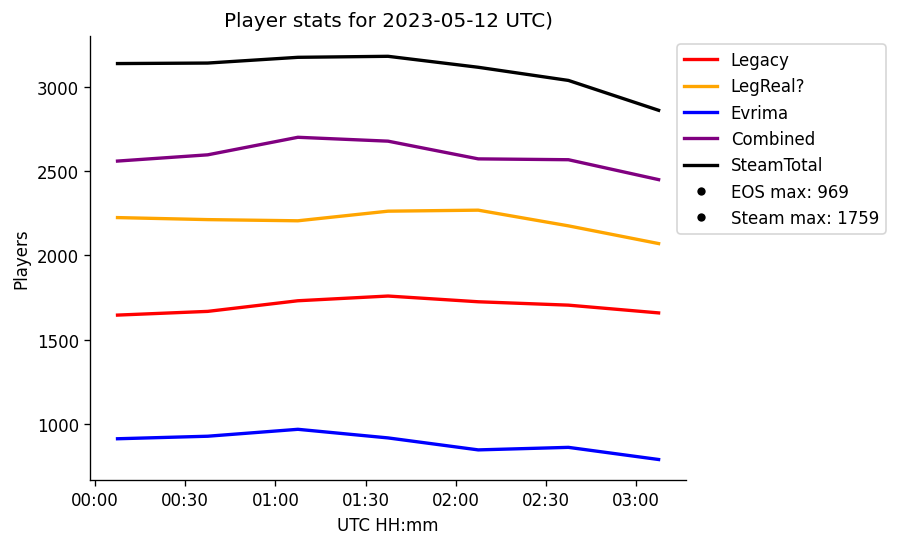 Player stats for 2023-05-12 UTC)
Legacy
LegReal?
Evrima
Combined
SteamTotal
EOS max: 969
Steam max: 1759
Players
3000
2500
2000
1500
1000
00:00 00:30 01:00 01:30 02:00 02:30 03:00
UTC HH:mm